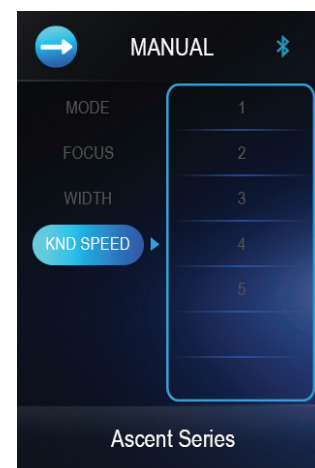 MANUAL
MODE 1
FOCUS 2
WIDTH 3
KND SPEED 4
5
Ascent Series